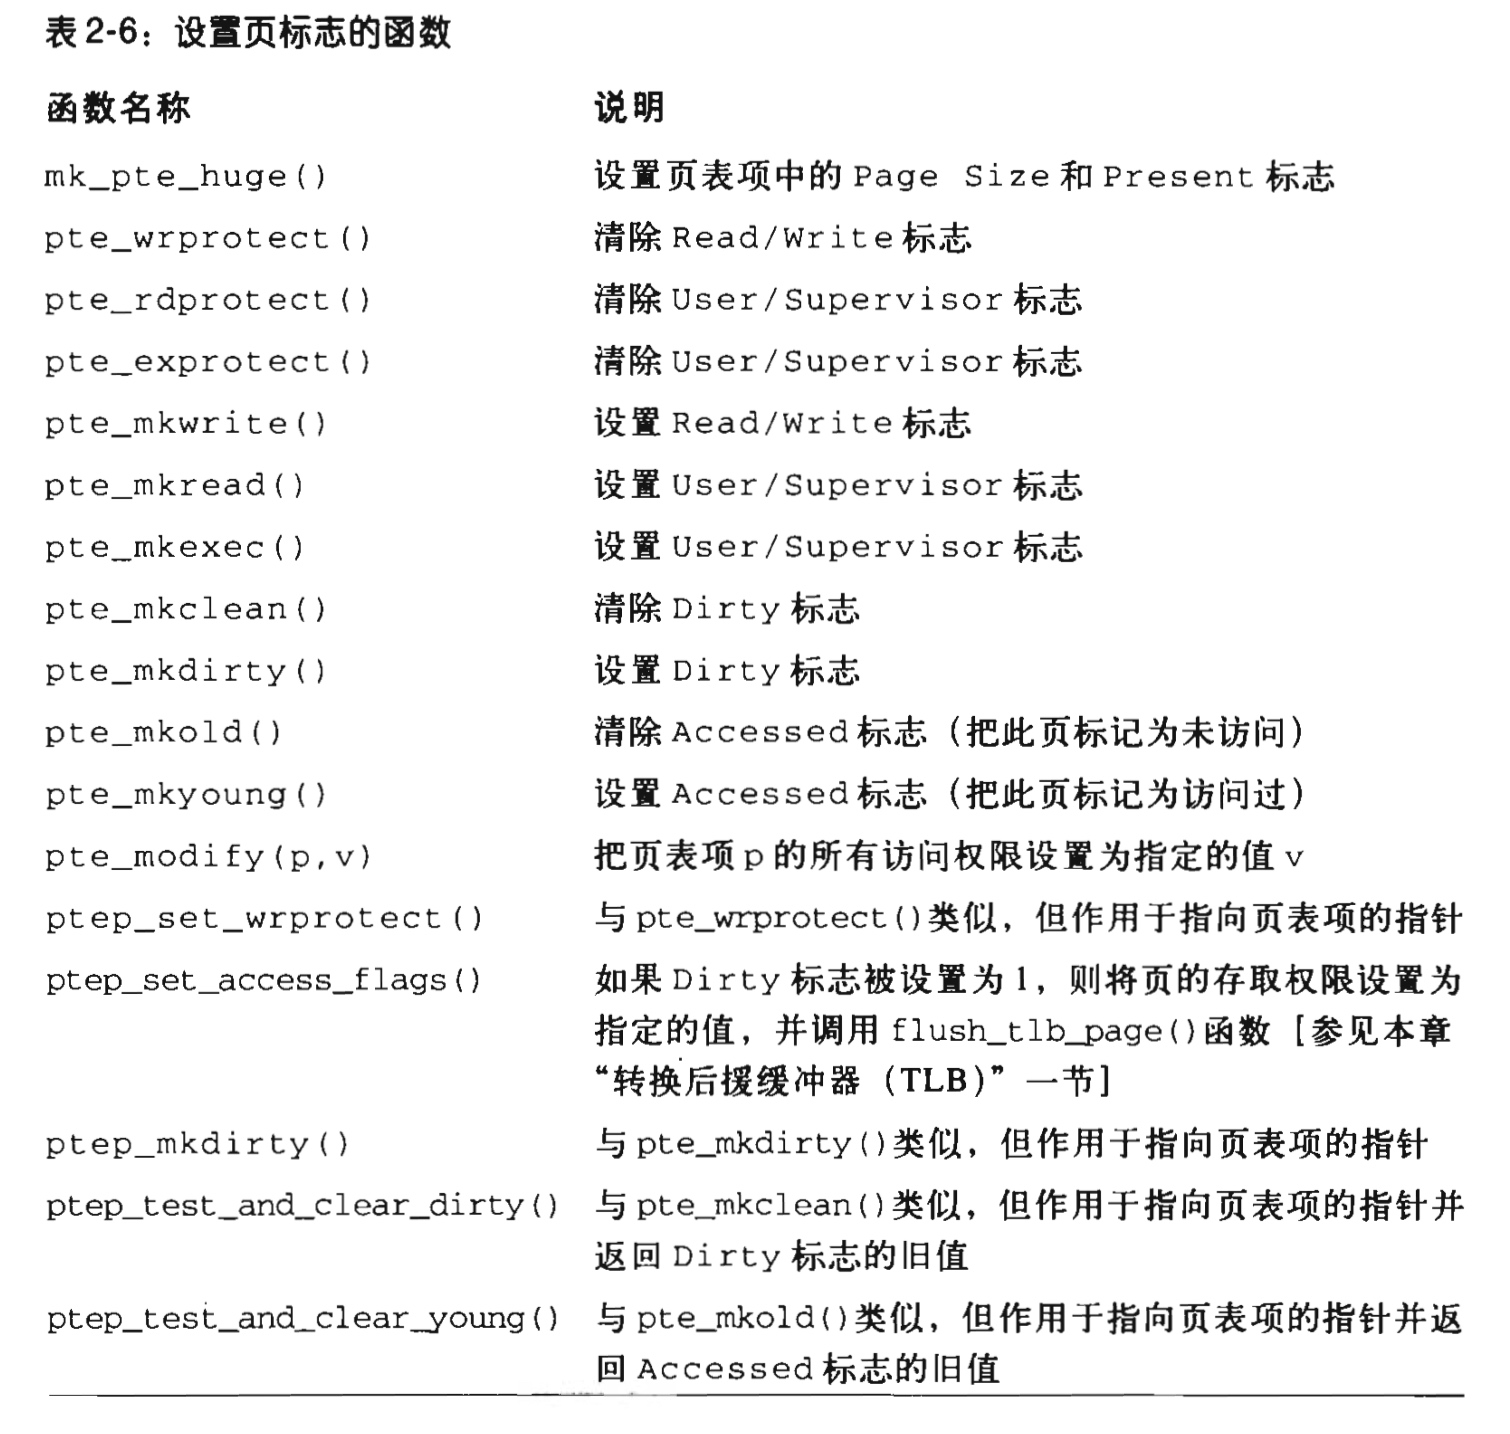 表2-6：设置页标志的函数
函数名称 说明
mk_pte_huge() 设置页表项中的 Page Size 和 Present 标志
pte_wrprotect() 清除 Read/Write 标志
pte_rdprotect() 清除 User/Supervisor 标志
pte_exprotect() 清除 User/Supervisor 标志
pte_mkwrite() 设置 Read/Write 标志
pte_mkread() 设置 User/Supervisor 标志
pte_mkexec() 设置 User/Supervisor 标志
pte_mkclean() 清除 Dirty 标志
pte_mkdirty() 设置 Dirty 标志
pte_mkold() 清除 Accessed 标志（把此页标记为未访问）
pte_mkyoung() 设置 Accessed 标志（把此页标记为访问过）
pte_modify(p,v) 把页表项 p 的所有访问权限设置为指定的值 v
ptep_set_wrprotect() 与 pte_wrprotect()类似，但作用于指向页表项的指针
ptep_set_access_flags() 如果 Dirty 标志被设置为 1，则将页的存取权限设置为
指定的值，并调用 flush_tlb_page()函数［参见本章
“转换后援缓冲器（TLB）”一节］
ptep_mkdirty() 与 pte_mkdirty()类似，但作用于指向页表项的指针
ptep_test_and_clear_dirty() 与 pte_mkclean()类似，但作用于指向页表项的指针并
返回 Dirty 标志的旧值
ptep_test_and_clear_young() 与 pte_mkold()类似，但作用于指向页表项的指针并返
回 Accessed 标志的旧值